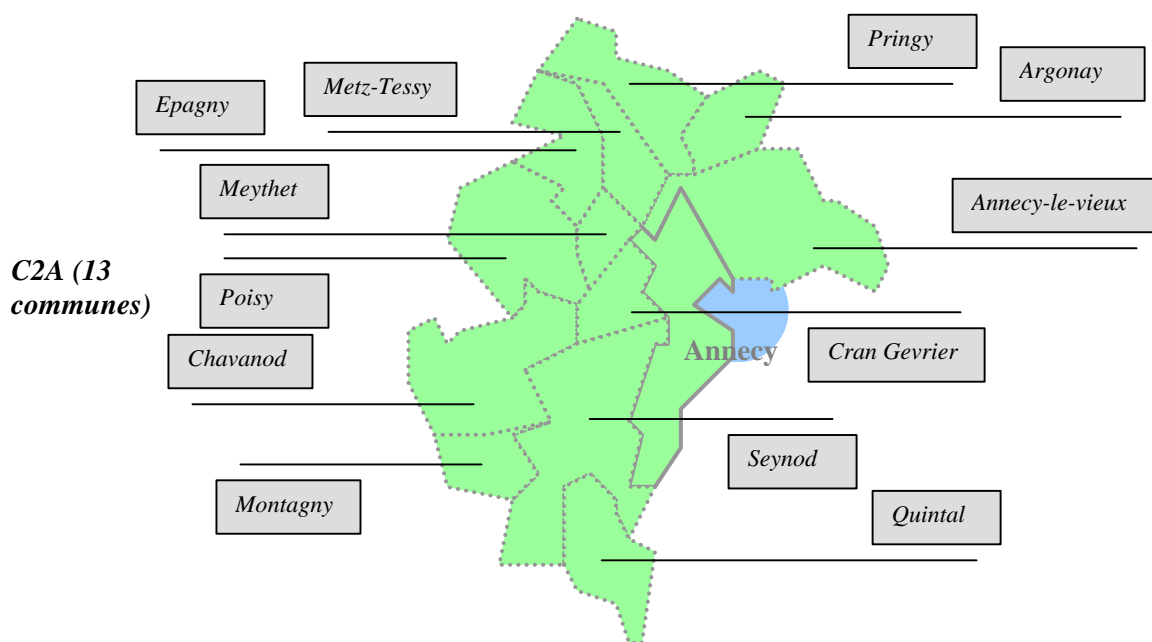 Pringy
Argonay
Metz-Tessy
Epagny
Meythet
Annecy-le-vieux
C2A (13
communes)
Poisy
Chavanod
Annecy
Cran Gevrier
Seynod
Montagny
Quintal